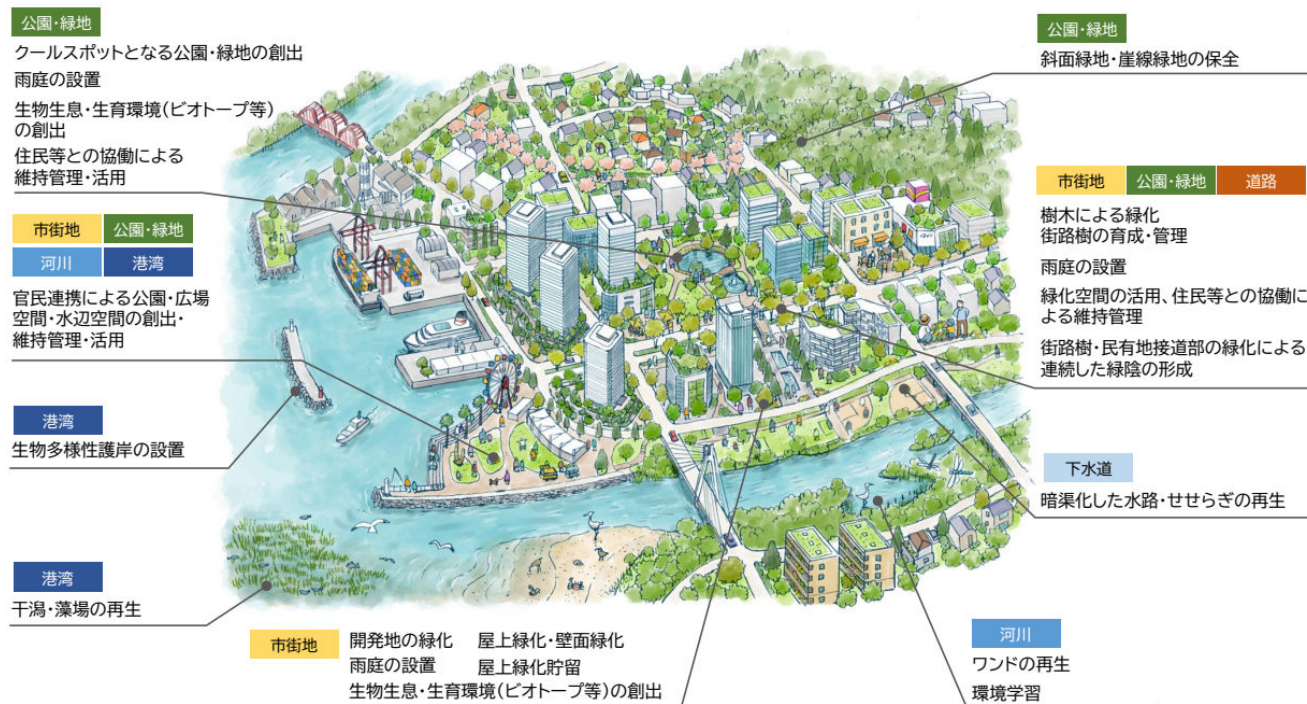 公園・緑地
クールスポットとなる公園・緑地の創出
雨庭の設置
生物生息・生育環境(ビオトープ等)
の創出
住民等との協働による
維持管理・活用
市街地 公園・緑地
河川 港湾
官民連携による公園・広場
空間・水辺空間の創出・
維持管理・活用
港湾
生物多様性護岸の設置
港湾
干潟・藻場の再生
公園・緑地
斜面緑地・崖線緑地の保全
市街地 公園・緑地 道路
樹木による緑化
街路樹の育成・管理
雨庭の設置
緑化空間の活用、住民等との協働に
よる維持管理
街路樹・民有地接道部の緑化による
連続した緑陰の形成
下水道
暗渠化した水路・せせらぎの再生
市街地
開発地の緑化 屋上緑化・壁面緑化
雨庭の設置 屋上緑化貯留
生物生息・生育環境(ビオトープ等)の創出
河川
ワンドの再生
環境学習